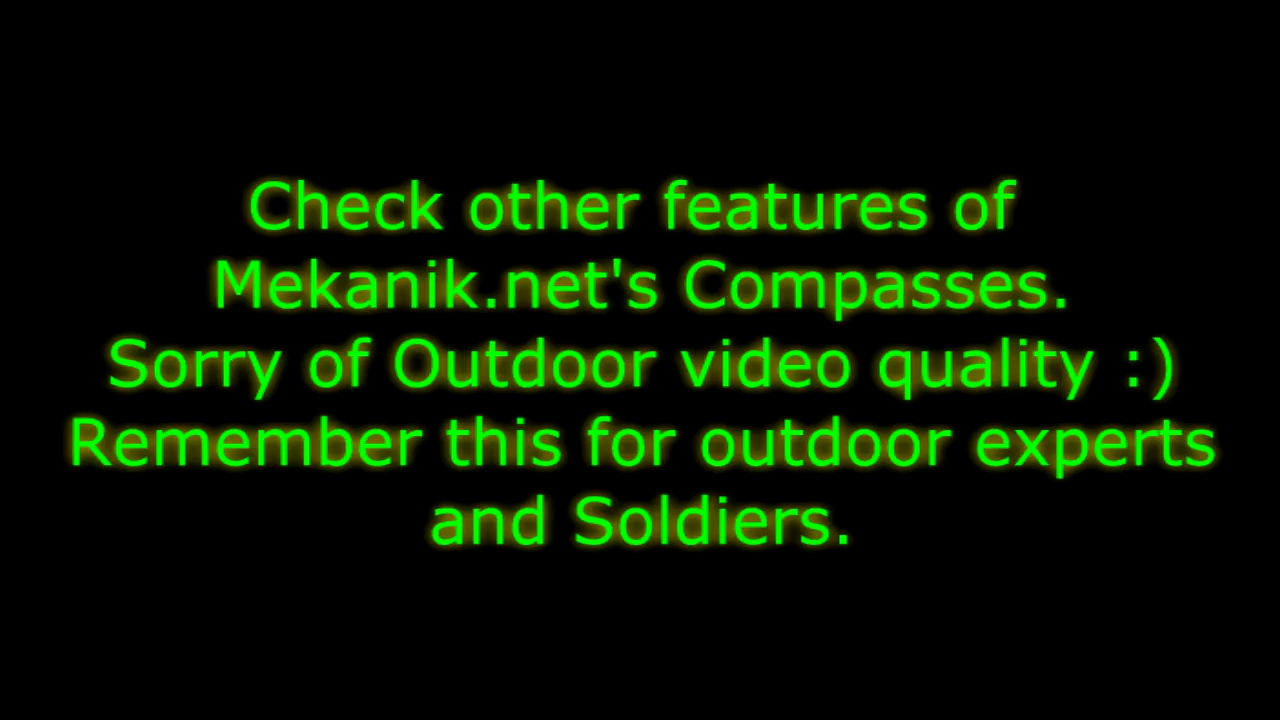 Check other features of
Mekanik.net's Compasses.
Sorry of Outdoor video quality :)
Remember this for outdoor experts
and Soldiers.